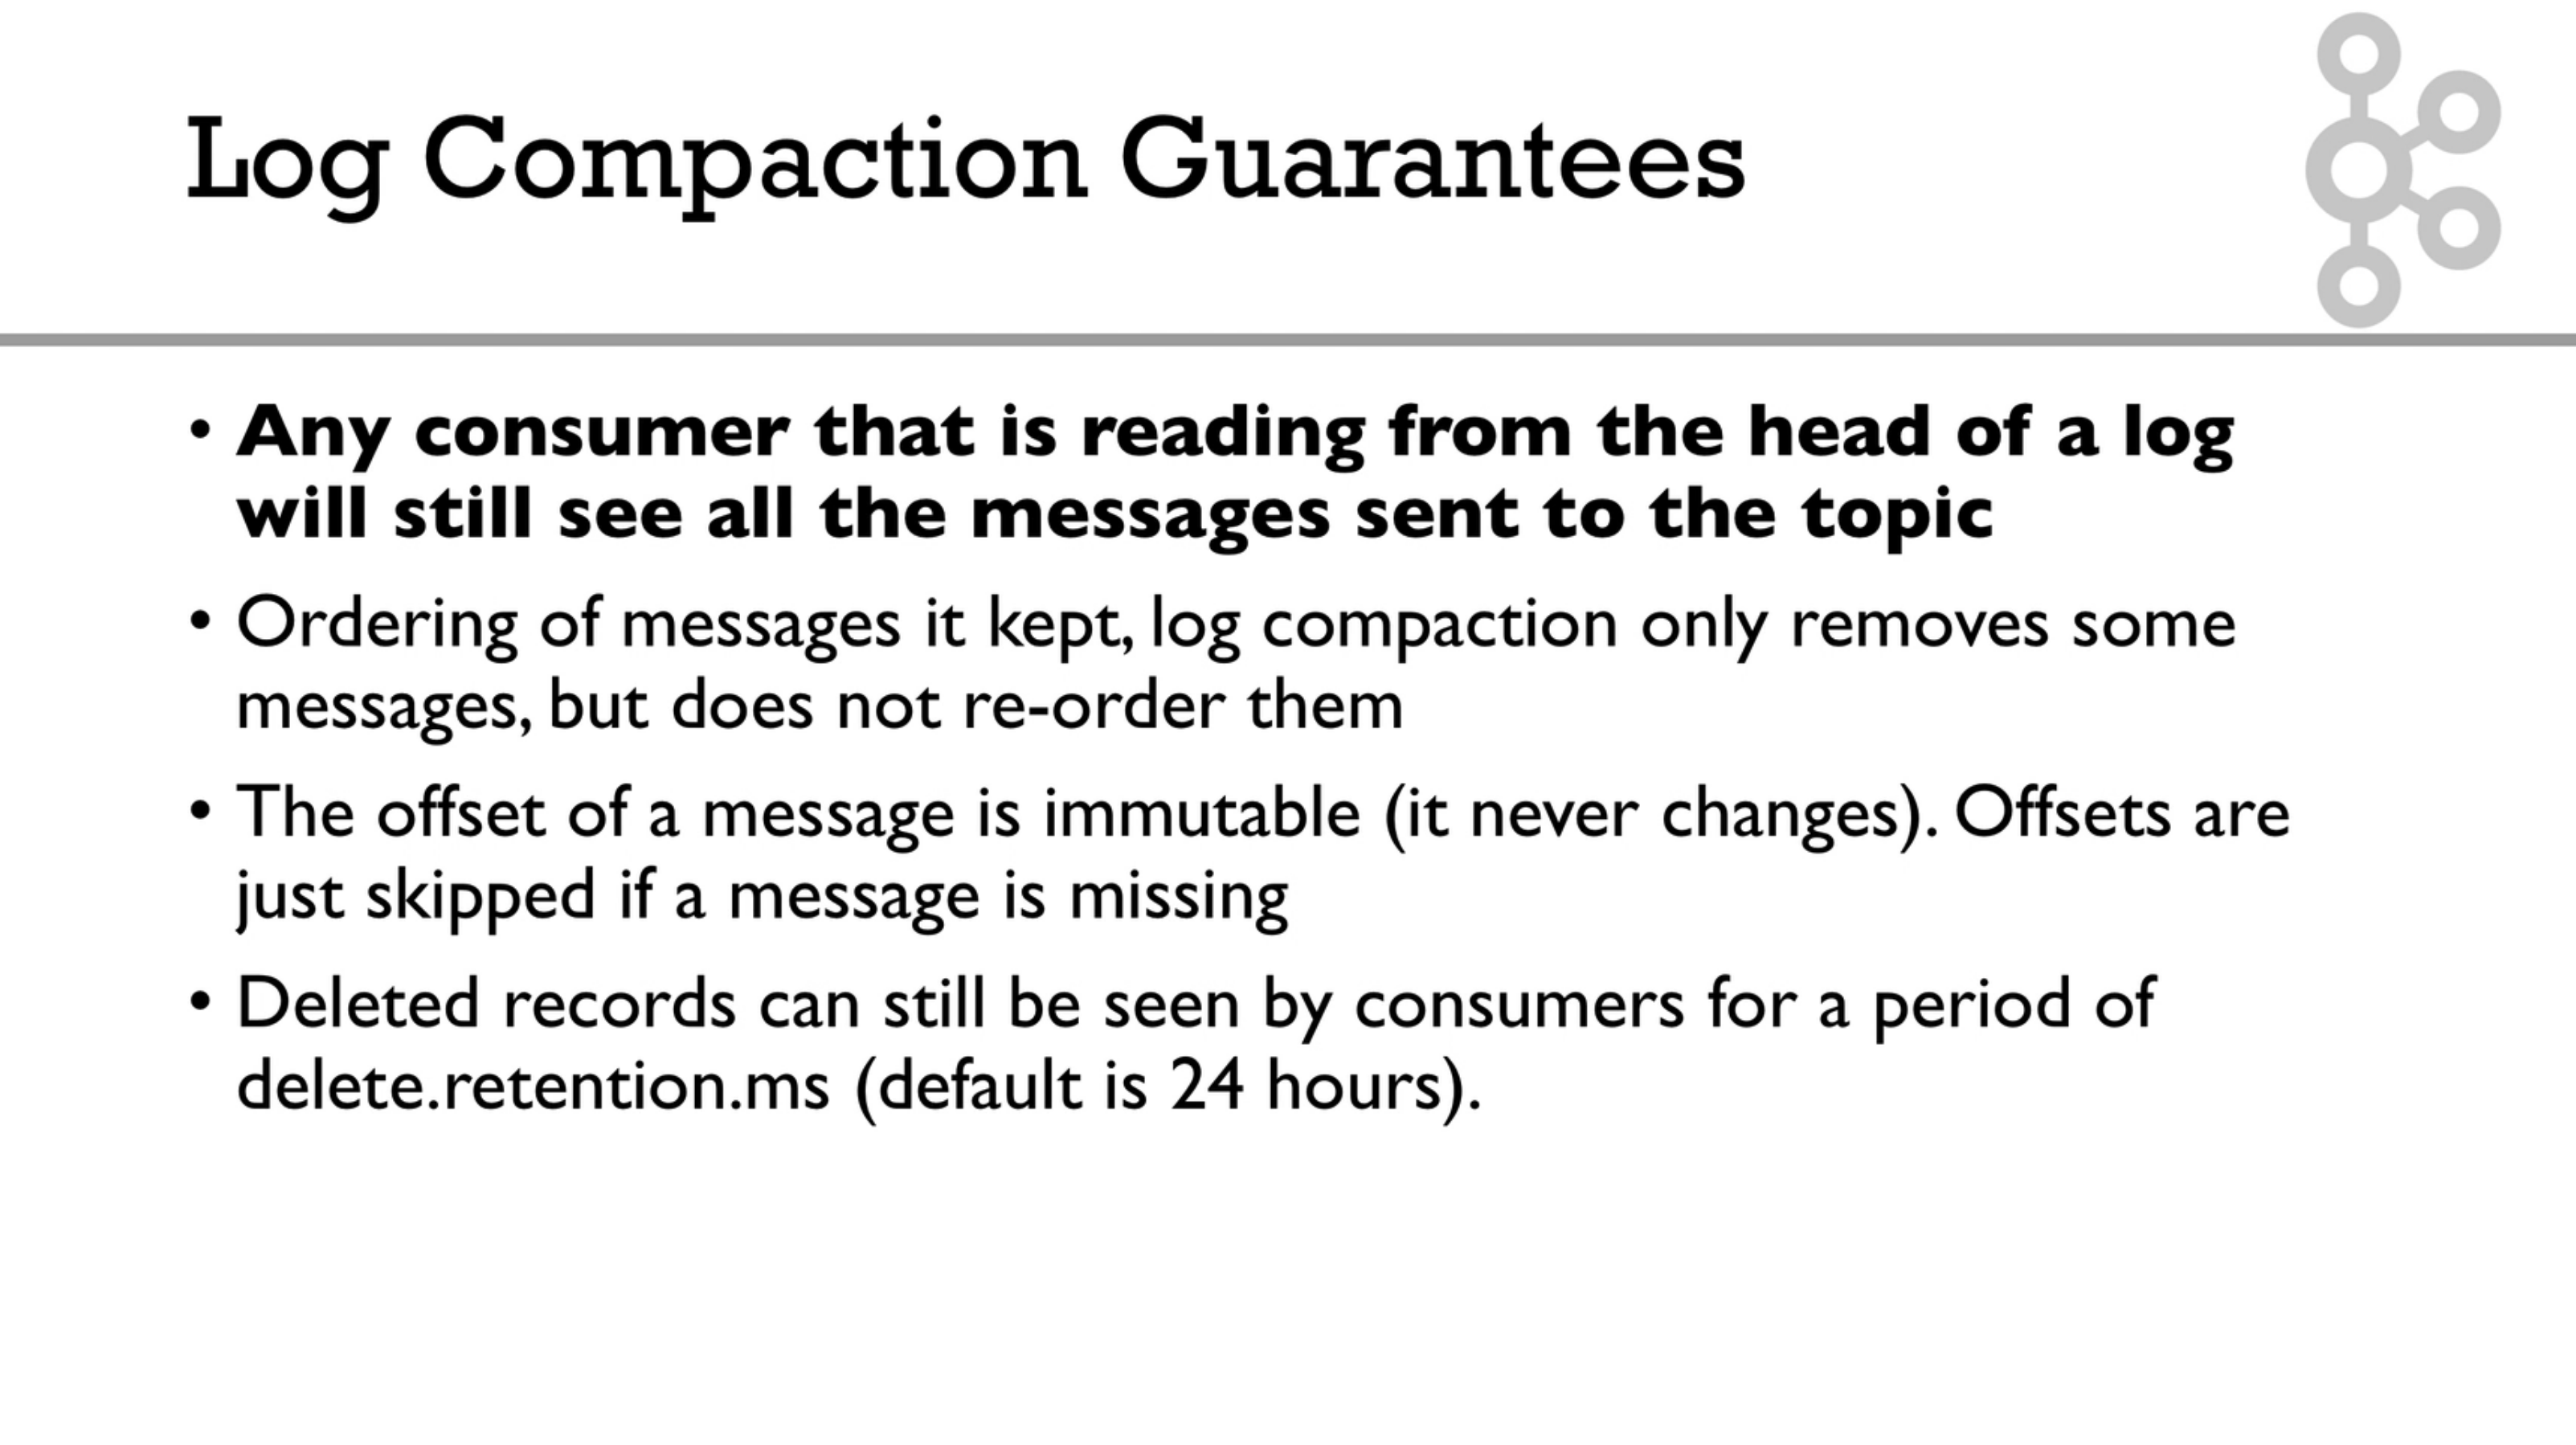 Log Compaction Guarantees
• Any consumer that is reading from the head of a log
will still see all the messages sent to the topic
• Ordering of messages it kept, log compaction only removes some
messages, but does not re-order them
• The offset of a message is immutable (it never changes). Offsets are
just skipped if a message is missing
• Deleted records can still be seen by consumers for a period of
delete.retention.ms (default is 24 hours).